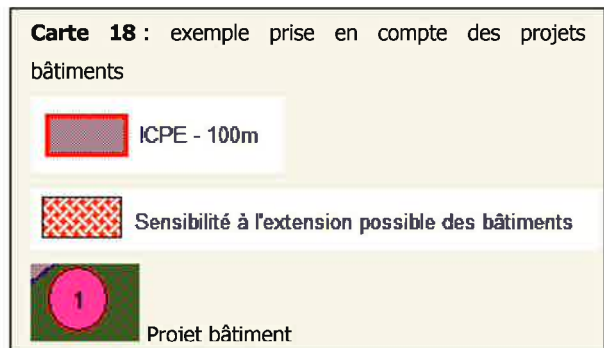 Carte 18 : exemple prise en compte des projets
bâtiments
ICPE - 100m
Sensibilité à l'extension possible des bâtiments
1
Projet bâtiment